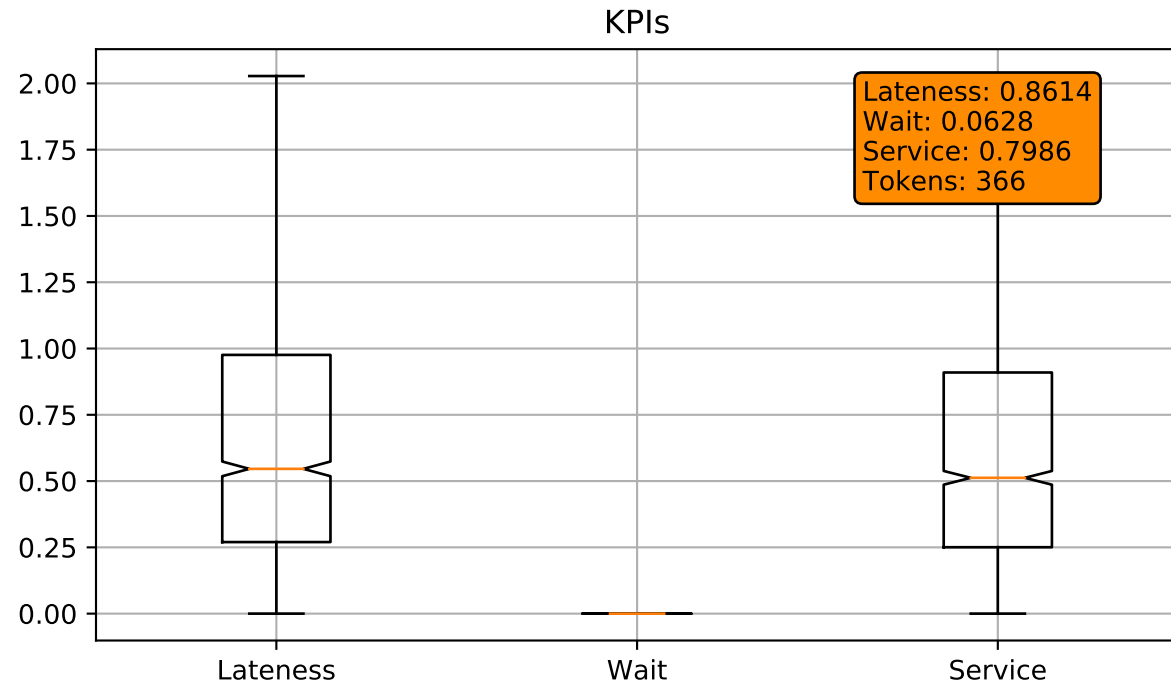 KPIs
2.00
1.75
1.50
1.25
1.00
0.75
0.50
0.25
0.00
Lateness: 0.8614
Wait: 0.0628
Service: 0.7986
Tokens: 366
Lateness Wait Service